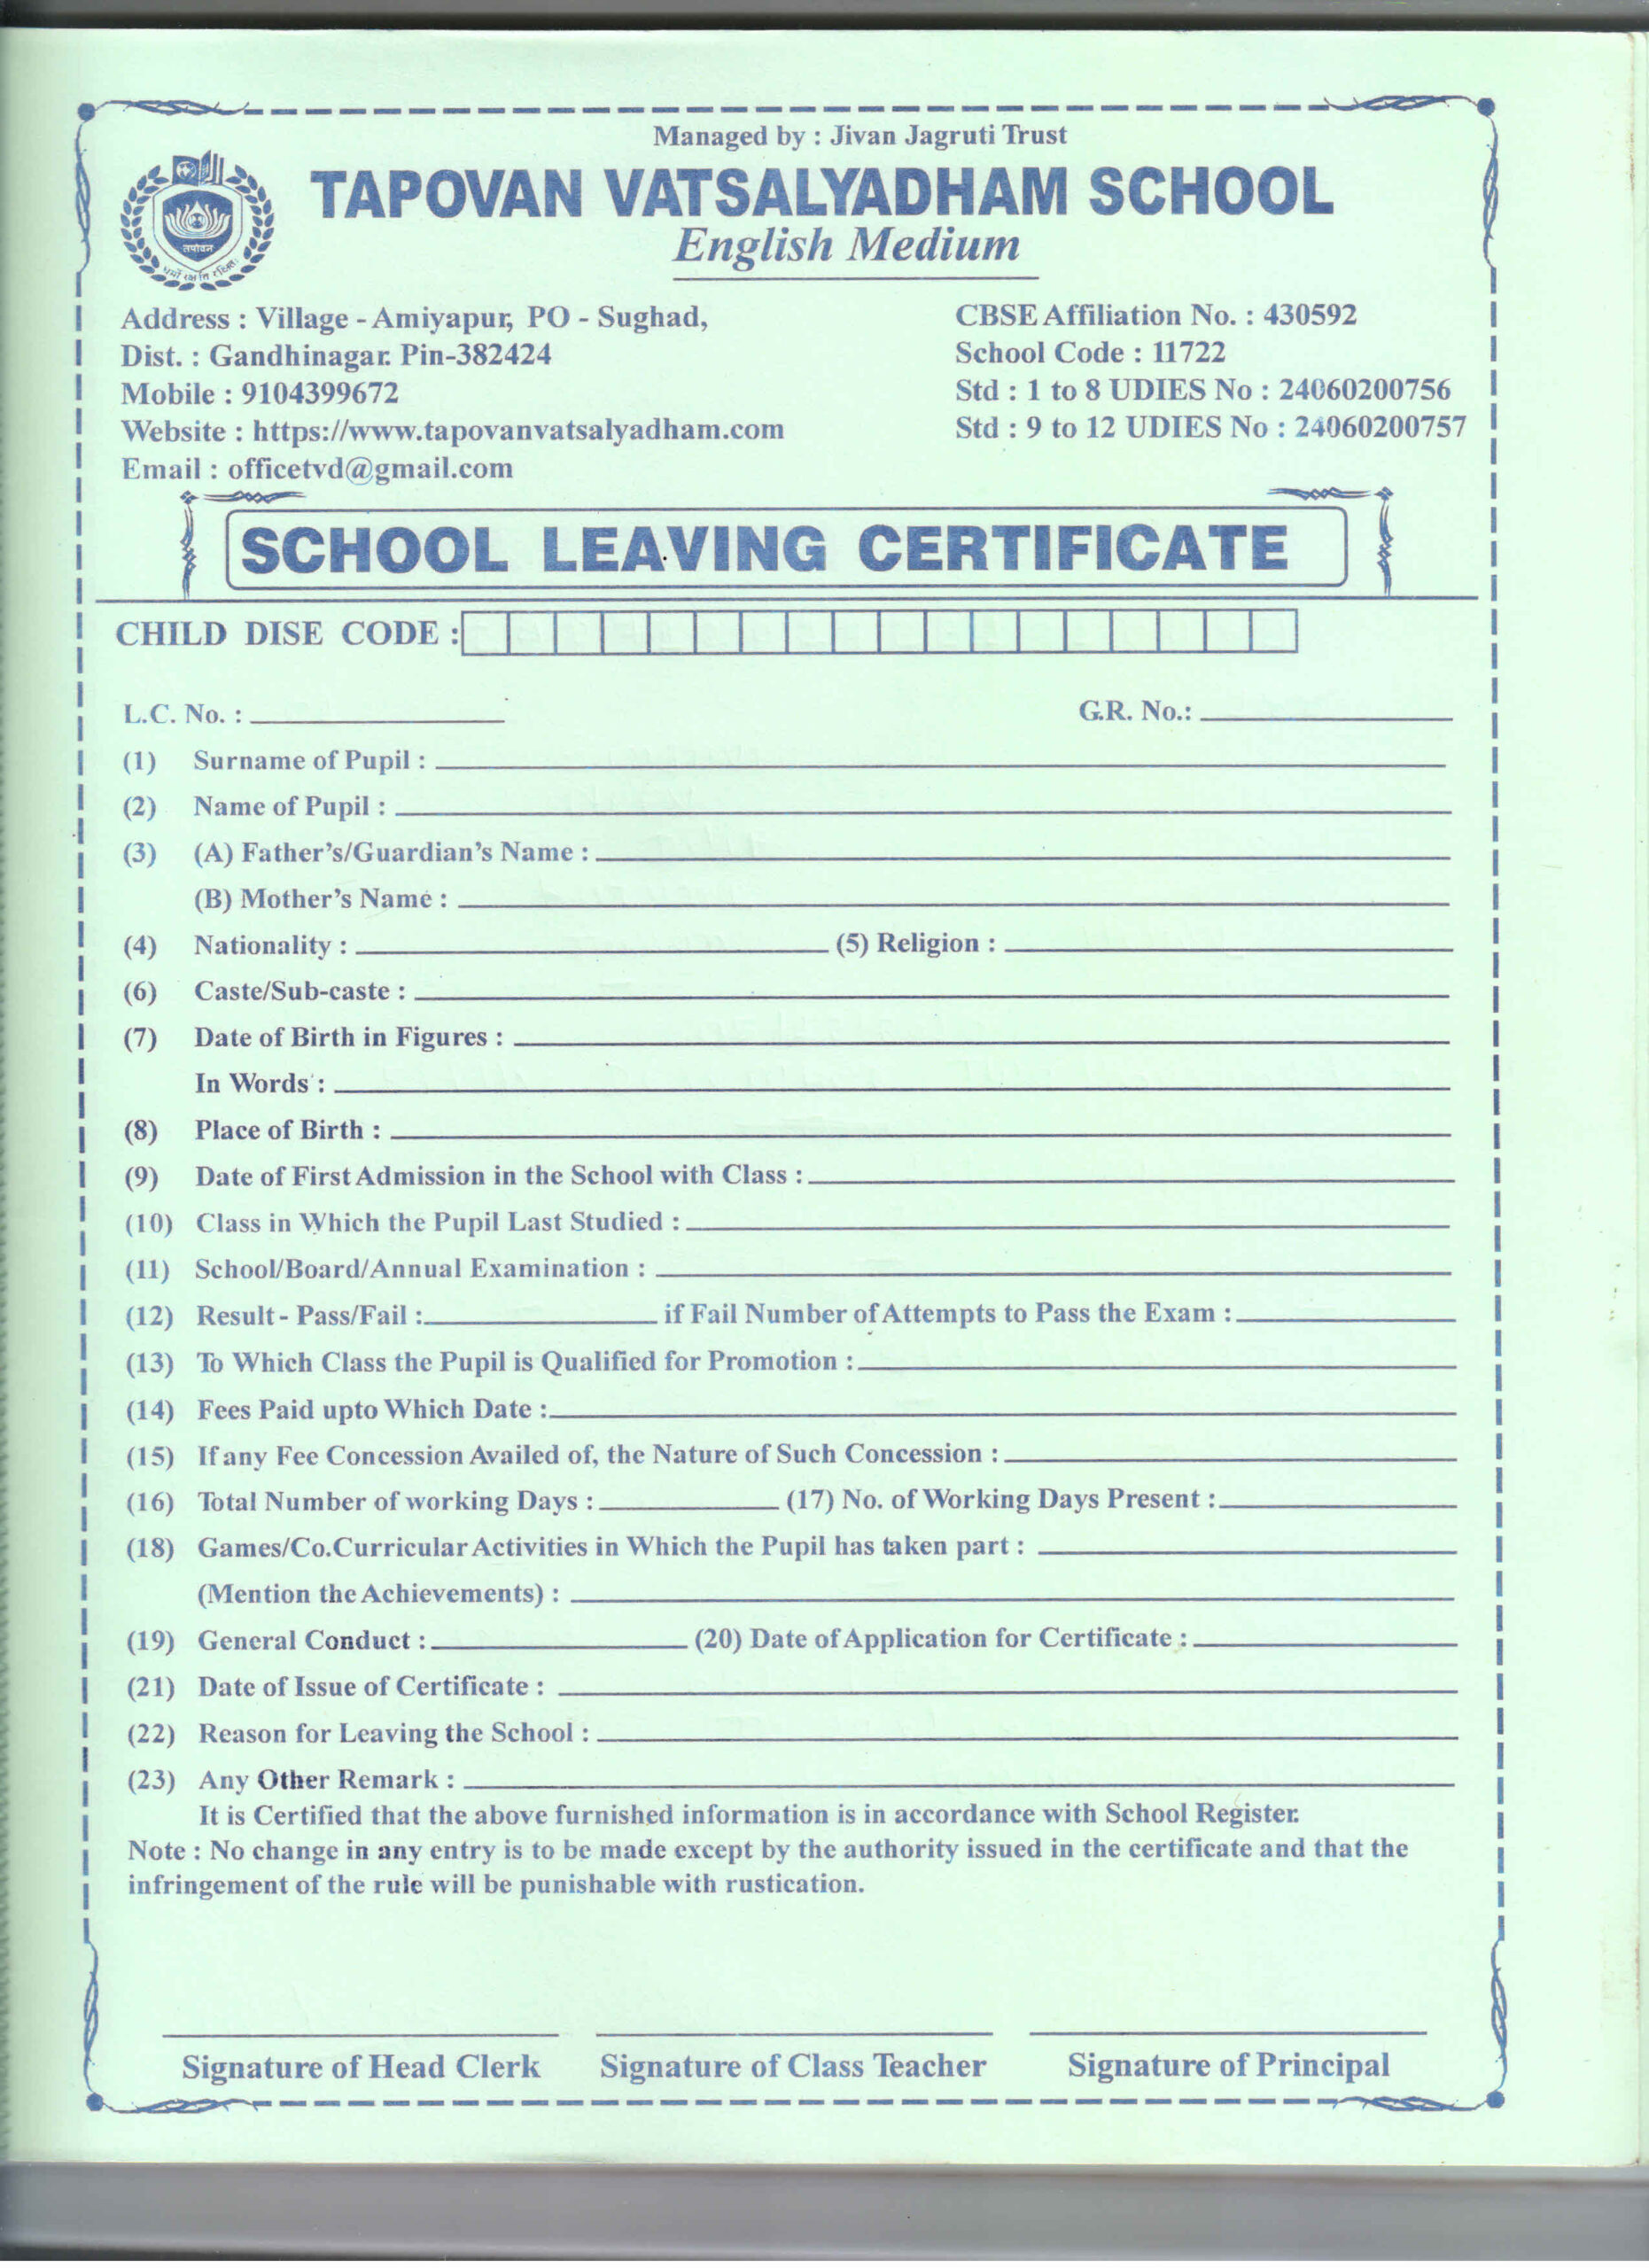 Managed by : Jivan Jagruti Trust
TAPOVAN VATSALYADHAM SCHOOL
English Medium
तपोवन
Address : Village - Amiyapur, PO - Sughad,
Dist. : Gandhinagar. Pin-382424
Mobile : 9104399672
Website : https://www.tapovanvatsalyadham.com
Email : officetvd@gmail.com
CBSE Affiliation No. : 430592
School Code : 11722
Std : 1 to 8 UDIES No : 24060200756
Std : 9 to 12 UDIES No : 24060200757
SCHOOL LEAVING CERTIFICATE
CHILD DISE CODE :
L.C. No. : G.R. No.:
(1) Surname of Pupil :
(2) Name of Pupil :
(3) (A) Father's/Guardian's Name :
(B) Mother's Name :
(4) Nationality : (5) Religion :
(6) Caste/Sub-caste :
(7) Date of Birth in Figures :
In Words :
(8) Place of Birth :
(9) Date of First Admission in the School with Class :
(10) Class in Which the Pupil Last Studied :
(11) School/Board/Annual Examination :
(12) Result - Pass/Fail : if Fail Number of Attempts to Pass the Exam :
(13) To Which Class the Pupil is Qualified for Promotion :
(14) Fees Paid upto Which Date :
(15) If any Fee Concession Availed of, the Nature of Such Concession :
(16) Total Number of working Days : (17) No. of Working Days Present :
(18) Games/Co.Curricular Activities in Which the Pupil has taken part :
(Mention the Achievements) :
(19) General Conduct : (20) Date of Application for Certificate :
(21) Date of Issue of Certificate :
(22) Reason for Leaving the School :
(23) Any Other Remark :
It is Certified that the above furnished information is in accordance with School Register.
Note : No change in any entry is to be made except by the authority issued in the certificate and that the
infringement of the rule will be punishable with rustication.
Signature of Head Clerk Signature of Class Teacher Signature of Principal